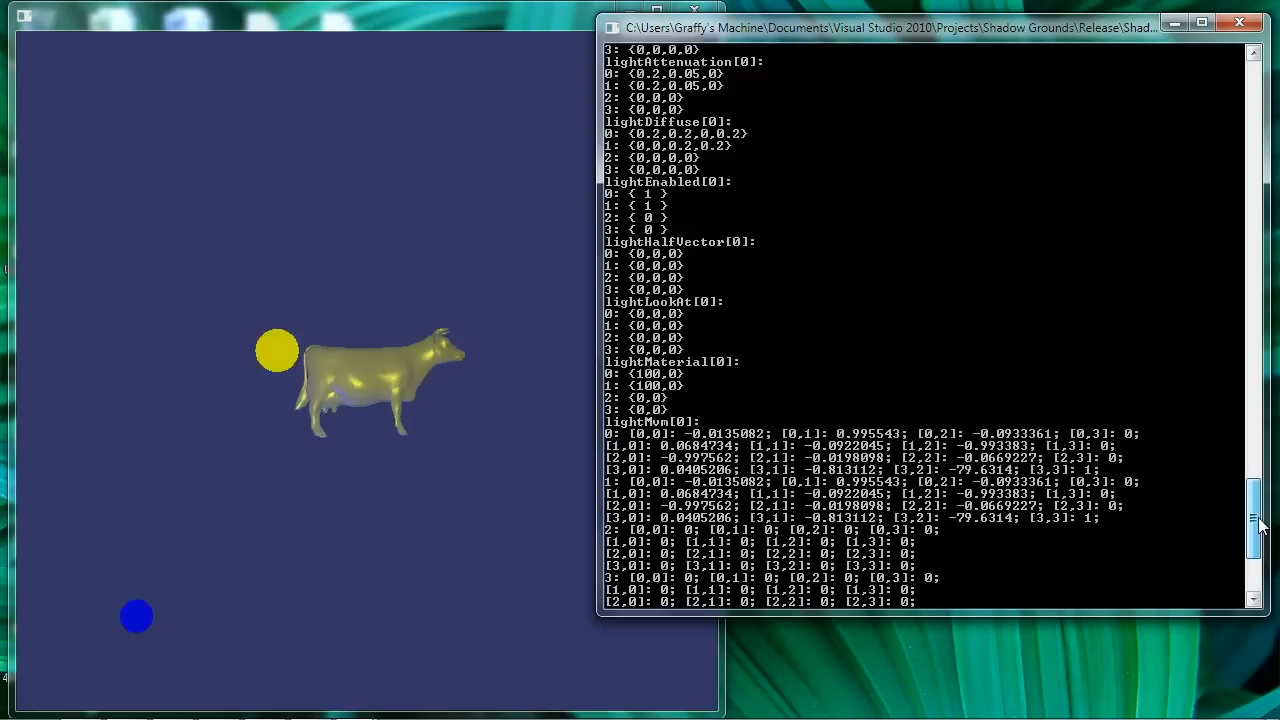 C:\Users\Graffy's Machine\Documents\Visual Studio 2010\Projects\Shadow Grounds\Release\Shad...
3: {0,0,0,0}
lightAttenuation[0]:
0: {0.2,0.05,0}
1: {0.2,0.05,0}
2: {0,0,0}
3: {0,0,0}
lightDiffuse[0]:
0: {0.2,0.2,0,0.2}
1: {0,0,0.2,0.2}
2: {0,0,0,0}
3: {0,0,0,0}
lightEnabled[0]:
0: { 1 }
1: { 1 }
2: { 0 }
3: { 0 }
lightHalfVector[0]:
0: {0,0,0}
1: {0,0,0}
2: {0,0,0}
3: {0,0,0}
lightLookAt[0]:
0: {0,0,0}
1: {0,0,0}
2: {0,0,0}
3: {0,0,0}
lightMaterial[0]:
0: {100,0}
1: {100,0}
2: {0,0}
3: {0,0}
lightMvm[0]:
0: [0,0]: -0.0135082; [0,1]: 0.995543; [0,2]: -0.0933361; [0,3]: 0;
[1,0]: 0.0684734; [1,1]: -0.0922045; [1,2]: -0.993383; [1,3]: 0;
[2,0]: -0.997562; [2,1]: -0.0198098; [2,2]: -0.0669227; [2,3]: 0;
[3,0]: 0.0405206; [3,1]: -0.813112; [3,2]: -79.6314; [3,3]: 1;
1: [0,0]: -0.0135082; [0,1]: 0.995543; [0,2]: -0.0933361; [0,3]: 0;
[1,0]: 0.0684734; [1,1]: -0.0922045; [1,2]: -0.993383; [1,3]: 0;
[2,0]: -0.997562; [2,1]: -0.0198098; [2,2]: -0.0669227; [2,3]: 0;
[3,0]: 0.0405206; [3,1]: -0.813112; [3,2]: -79.6314; [3,3]: 1;
2: [0,0]: 0; [0,1]: 0; [0,2]: 0; [0,3]: 0;
[1,0]: 0; [1,1]: 0; [1,2]: 0; [1,3]: 0;
[2,0]: 0; [2,1]: 0; [2,2]: 0; [2,3]: 0;
[3,0]: 0; [3,1]: 0; [3,2]: 0; [3,3]: 0;
3: [0,0]: 0; [0,1]: 0; [0,2]: 0; [0,3]: 0;
[1,0]: 0; [1,1]: 0; [1,2]: 0; [1,3]: 0;
[2,0]: 0; [2,1]: 0; [2,2]: 0; [2,3]: 0;